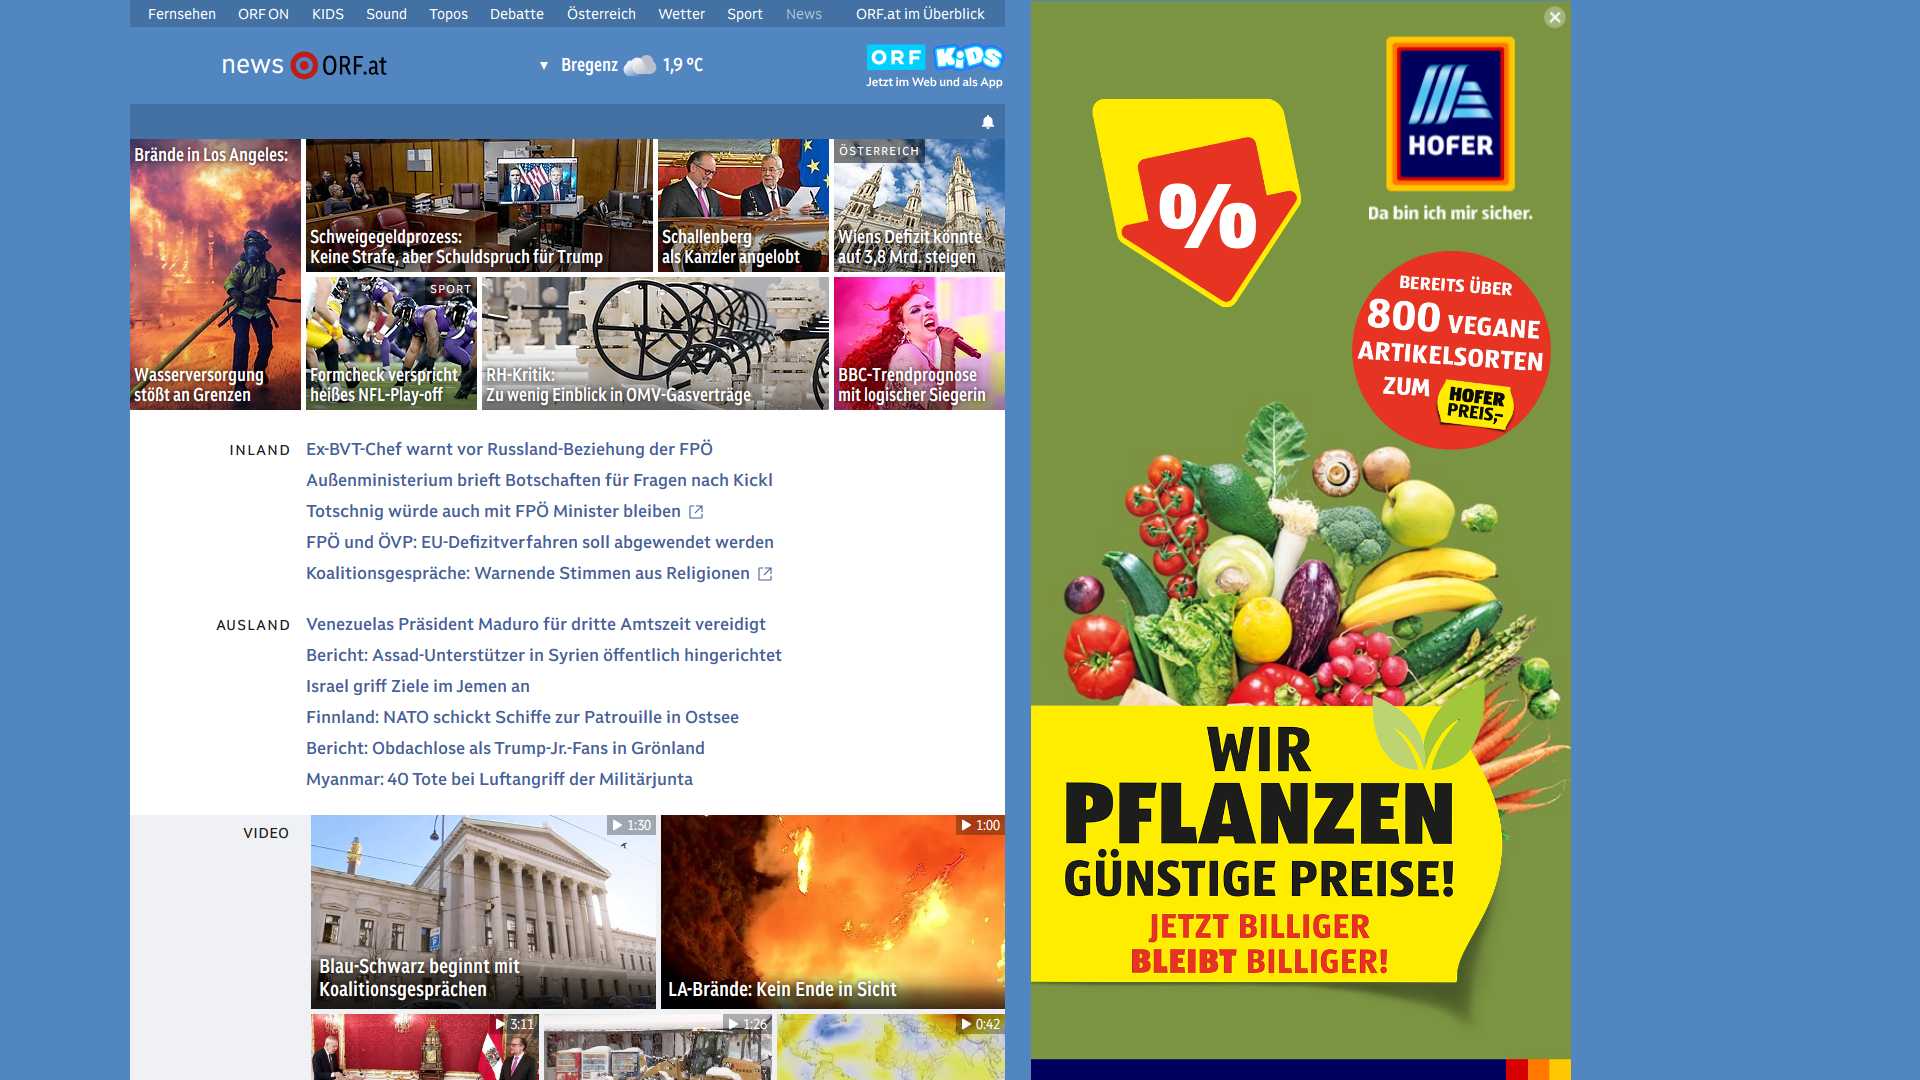 Fernsehen ORF ON KIDS Sound Topos Debatte Österreich Wetter Sport News ORF.at im Überblick
news ORF.at
Bregenz 1,9 °C
ORF KiDS
Jetzt im Web und als App
Brände in Los Angeles:
Wasserversorgung
stößt an Grenzen
Schweigegeldprozess:
Keine Strafe, aber Schuldspruch für Trump
Schallenberg
als Kanzler angelobt
ÖSTERREICH
Wiens Defizit könnte
auf 3,8 Mrd. steigen
SPORT
Formcheck verspricht
heißes NFL-Play-off
RH-Kritik:
Zu wenig Einblick in OMV-Gasverträge
BBC-Trendprognose
mit logischer Siegerin
INLAND
Ex-BVT-Chef warnt vor Russland-Beziehung der FPÖ
Außenministerium brieft Botschaften für Fragen nach Kickl
Totschnig würde auch mit FPÖ Minister bleiben
FPÖ und ÖVP: EU-Defizitverfahren soll abgewendet werden
Koalitionsgespräche: Warnende Stimmen aus Religionen
AUSLAND
Venezuelas Präsident Maduro für dritte Amtszeit vereidigt
Bericht: Assad-Unterstützer in Syrien öffentlich hingerichtet
Israel griff Ziele im Jemen an
Finnland: NATO schickt Schiffe zur Patrouille in Ostsee
Bericht: Obdachlose als Trump-Jr.-Fans in Grönland
Myanmar: 40 Tote bei Luftangriff der Militärjunta
VIDEO
1:30
Blau-Schwarz beginnt mit
Koalitionsgesprächen
1:00
LA-Brände: Kein Ende in Sicht
3:11
1:26
0:42
%
HOFER
Da bin ich mir sicher.
BEREITS ÜBER
800 VEGANE
ARTIKELSORTEN
ZUM
HOFER
PREIS,-
WIR
PFLANZEN
GÜNSTIGE PREISE!
JETZT BILLIGER
BLEIBT BILLIGER!